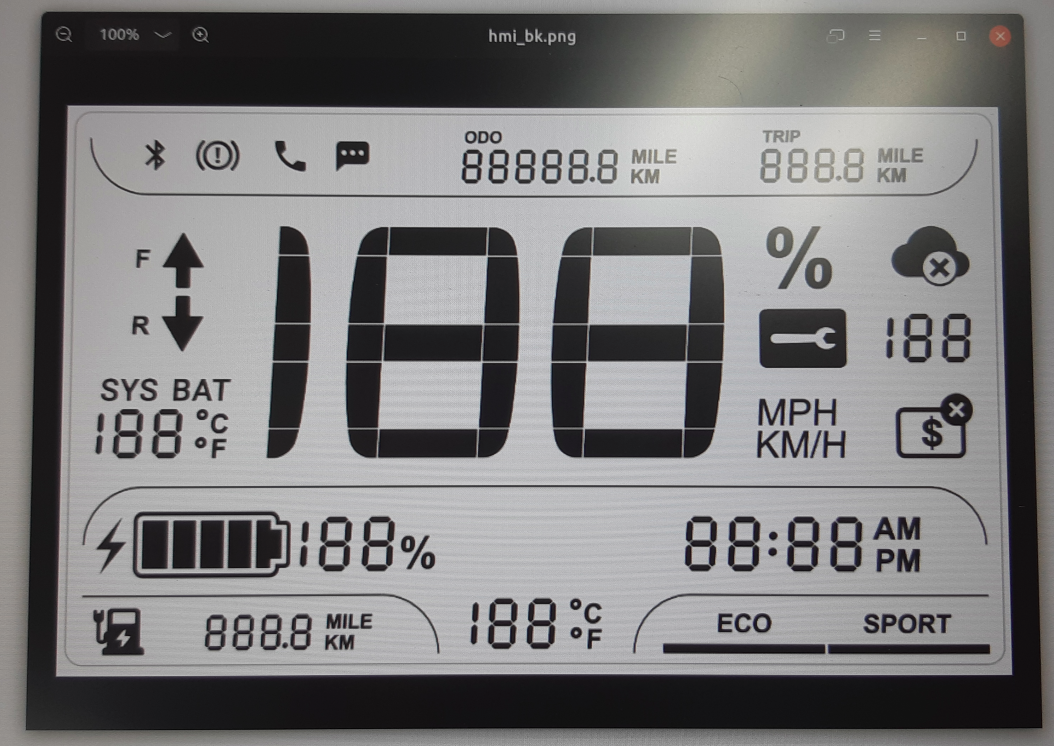 100%
hmi_bk.png
ODO
88888.8 MILE
KM
TRIP
888.8 MILE
KM
F
R
SYS BAT
188 °C
°F
188
%
188
MPH
KM/H
$
188%
88:88 AM
PM
888.8 MILE
KM
188 °C
°F
ECO
SPORT